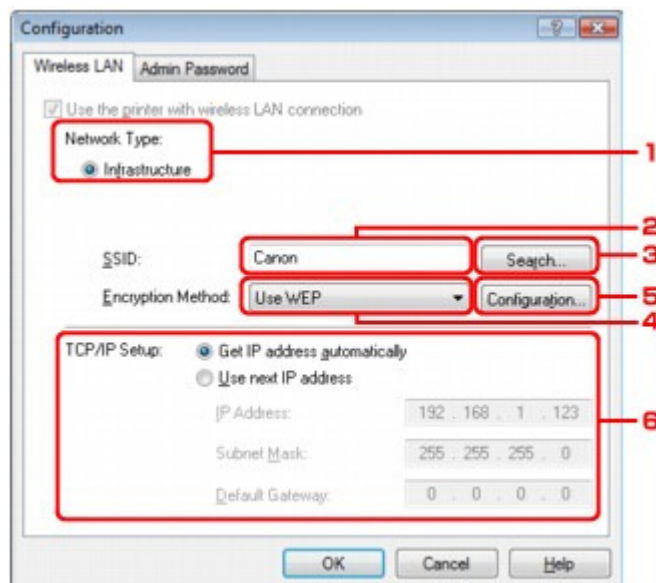 Configuration
Wireless LAN Admin Password
Use the printer with wireless LAN connection
Network Type:
1
Infrastructure
2
SSID: Canon Search... 3
Encryption Method: Use WEP Configuration... 5
4
TCP/IP Setup: Get IP address automatically
Use next IP address
IP Address: 192 . 168 . 1 . 123
6
Subnet Mask: 255 . 255 . 255 . 0
Default Gateway: 0 . 0 . 0 . 0
OK Cancel Help